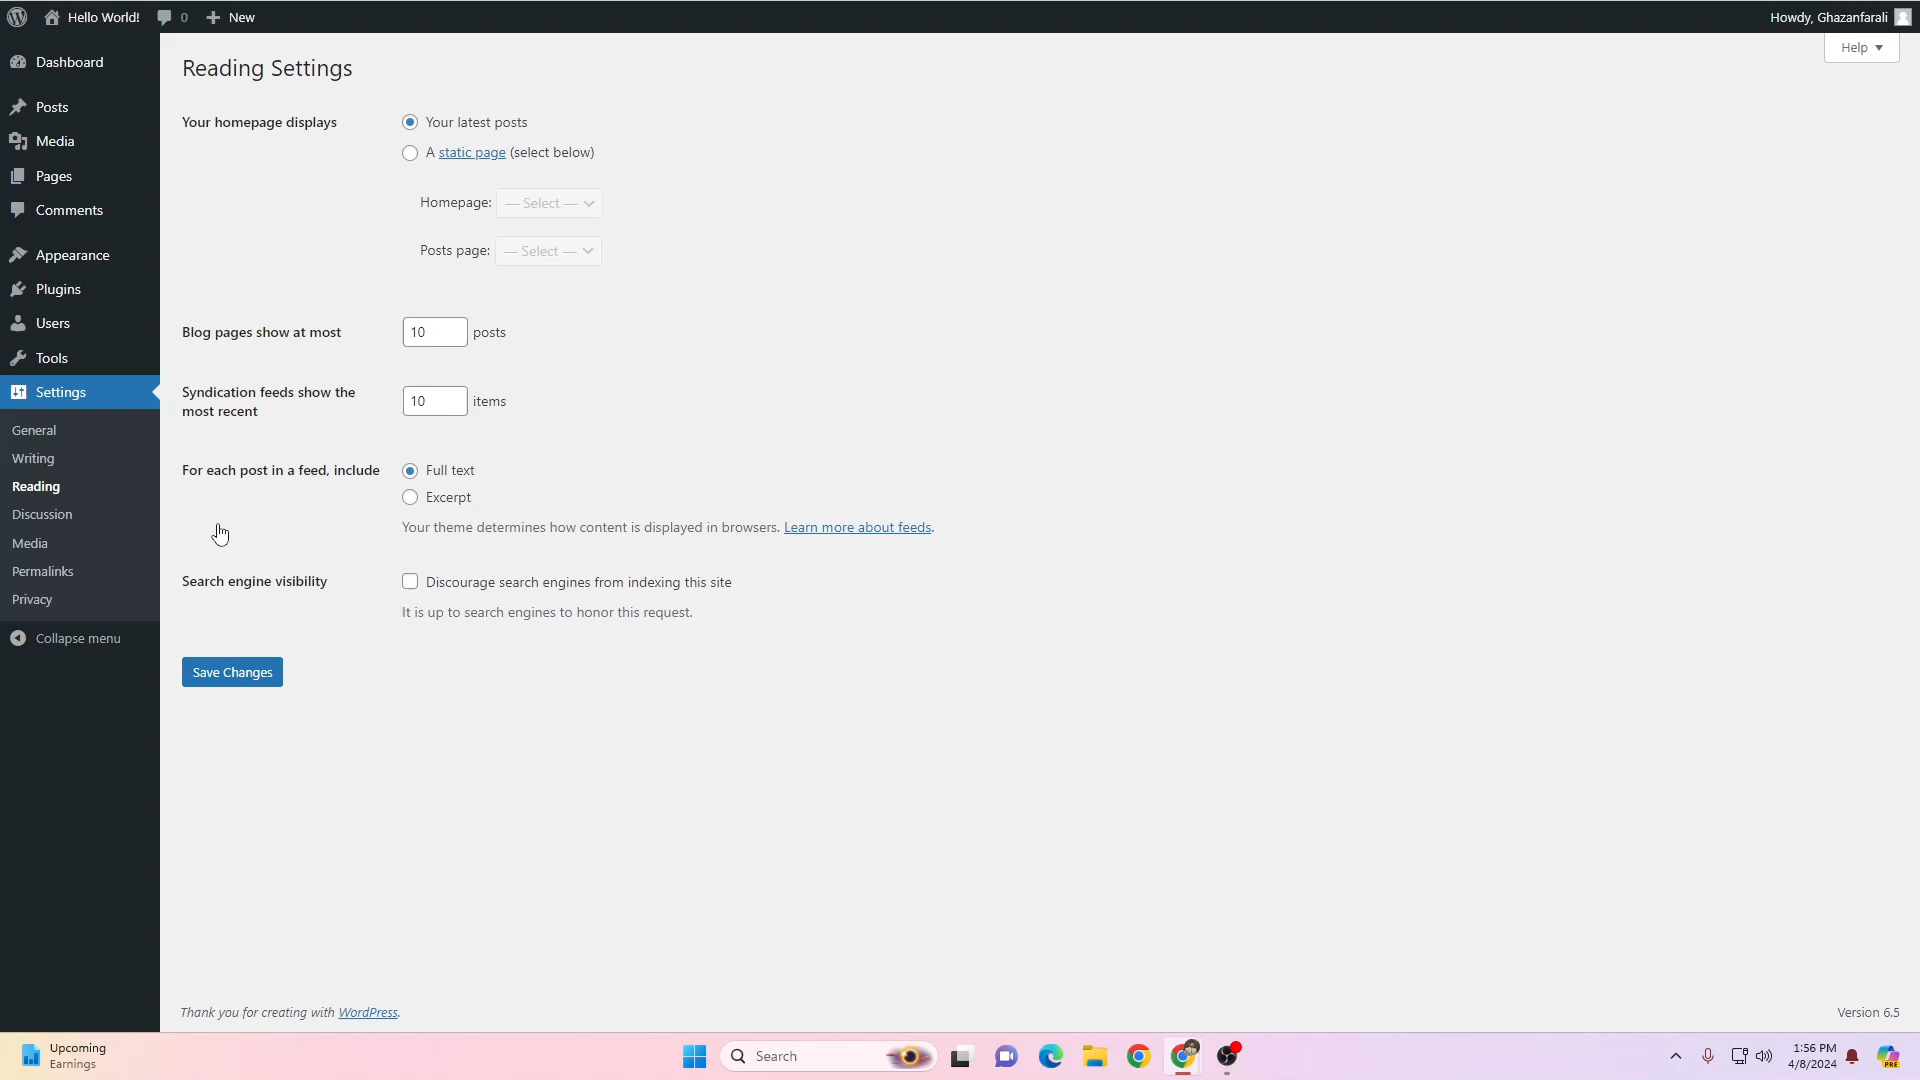 Hello World!
0
New
Howdy, Ghazanfarali
Help
Dashboard
Posts
Media
Pages
Comments
Appearance
Plugins
Users
Tools
Settings
General
Writing
Reading
Discussion
Media
Permalinks
Privacy
Collapse menu
Reading Settings
Your homepage displays
Your latest posts
A static page (select below)
Homepage: — Select —
Posts page: — Select —
Blog pages show at most
10 posts
Syndication feeds show the
most recent
10 items
For each post in a feed, include
Full text
Excerpt
Your theme determines how content is displayed in browsers. Learn more about feeds.
Search engine visibility
Discourage search engines from indexing this site
It is up to search engines to honor this request.
Save Changes
Thank you for creating with WordPress.
Version 6.5
Upcoming
Earnings
Search
1:56 PM
4/8/2024
PRE